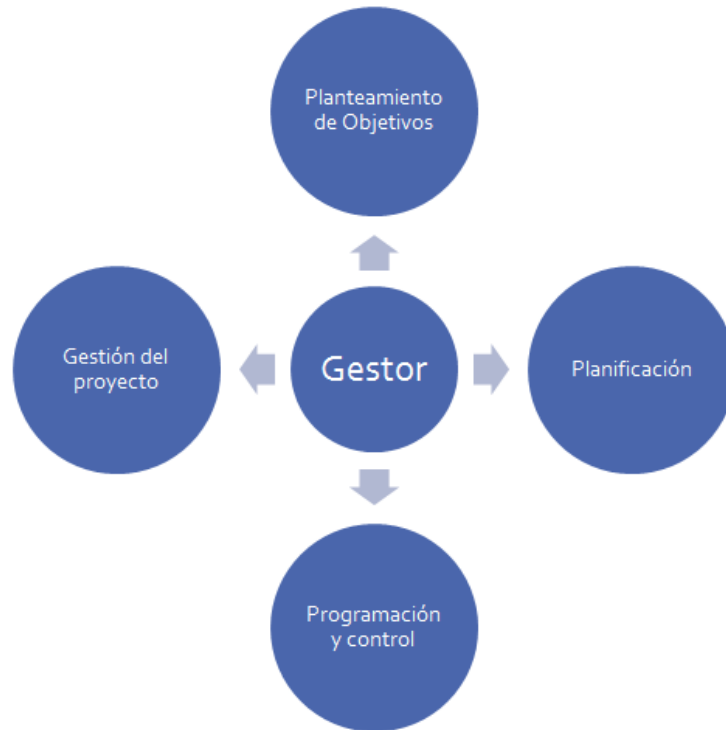 Planteamiento
de Objetivos
Gestión del
proyecto
Gestor
Planificación
Programación
y control